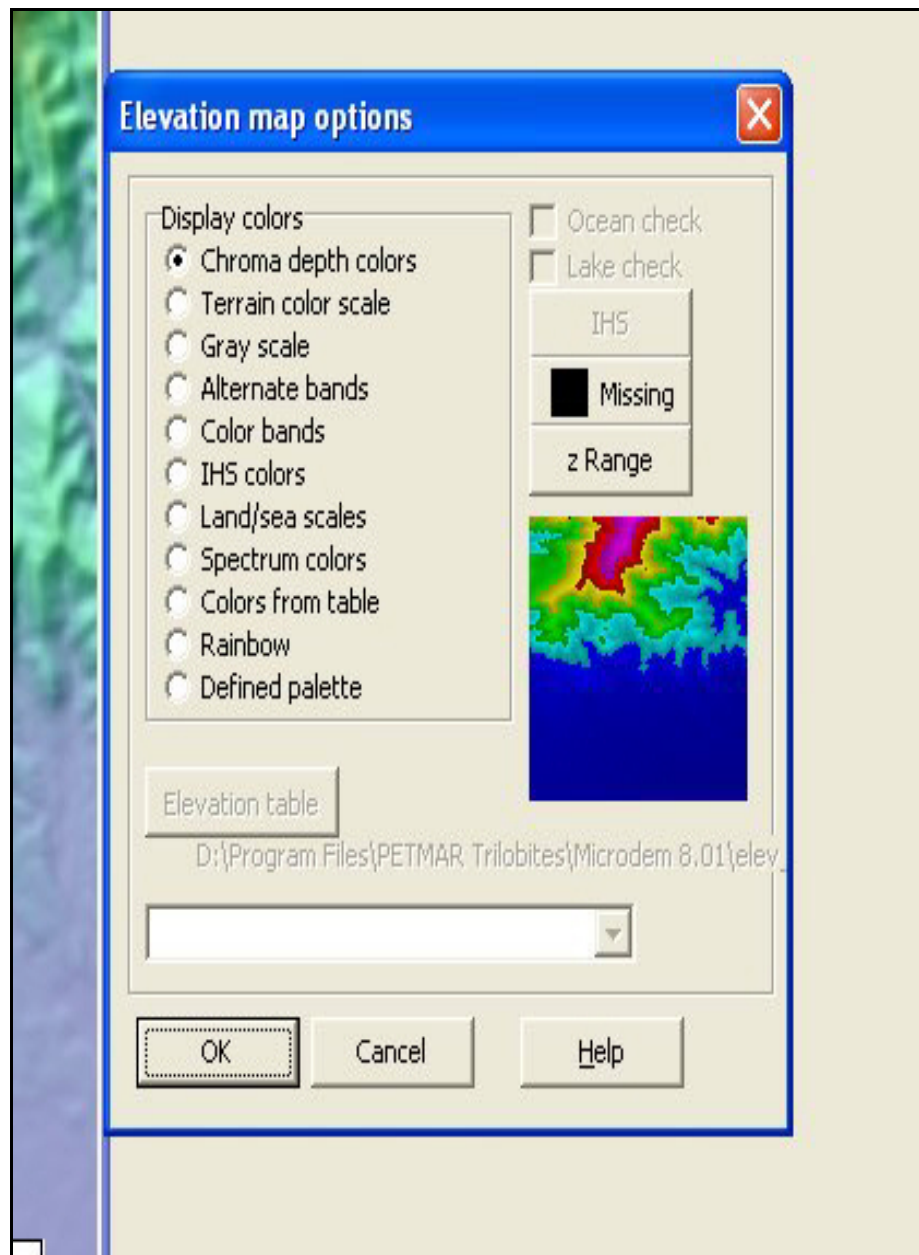 Elevation map options
Display colors
Chroma depth colors
Terrain color scale
Gray scale
Alternate bands
Color bands
IHS colors
Land/sea scales
Spectrum colors
Colors from table
Rainbow
Defined palette
Ocean check
Lake check
IHS
Missing
z Range
Elevation table
D:\Program Files\PETMAR Trilobites\Microdem 8.01\elev_
OK
Cancel
Help